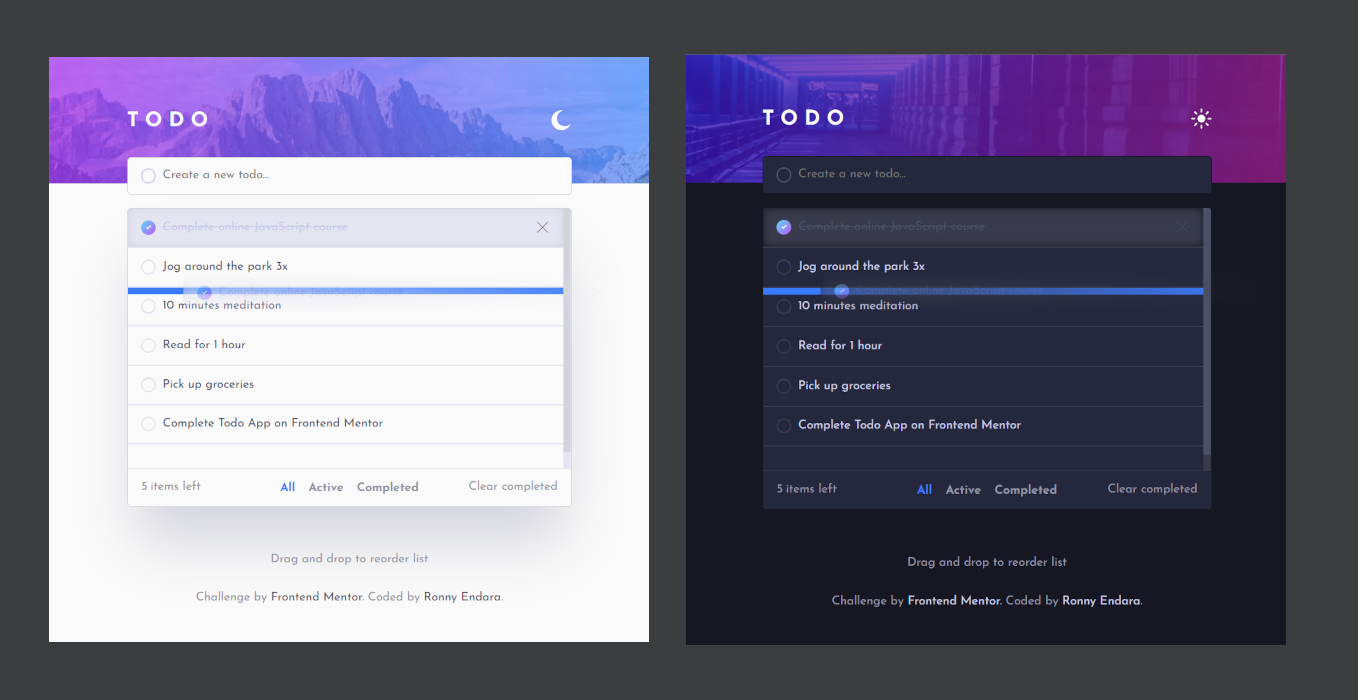 TODO
Create a new todo...
Complete online JavaScript course
Jog around the park 3x
Complete online JavaScript course
10 minutes meditation
Read for 1 hour
Pick up groceries
Complete Todo App on Frontend Mentor
5 items left
All
Active
Completed
Clear completed
Drag and drop to reorder list
Challenge by Frontend Mentor. Coded by Ronny Endara.
TODO
Create a new todo...
Complete online JavaScript course
Jog around the park 3x
Complete online JavaScript course
10 minutes meditation
Read for 1 hour
Pick up groceries
Complete Todo App on Frontend Mentor
5 items left
All
Active
Completed
Clear completed
Drag and drop to reorder list
Challenge by Frontend Mentor. Coded by Ronny Endara.